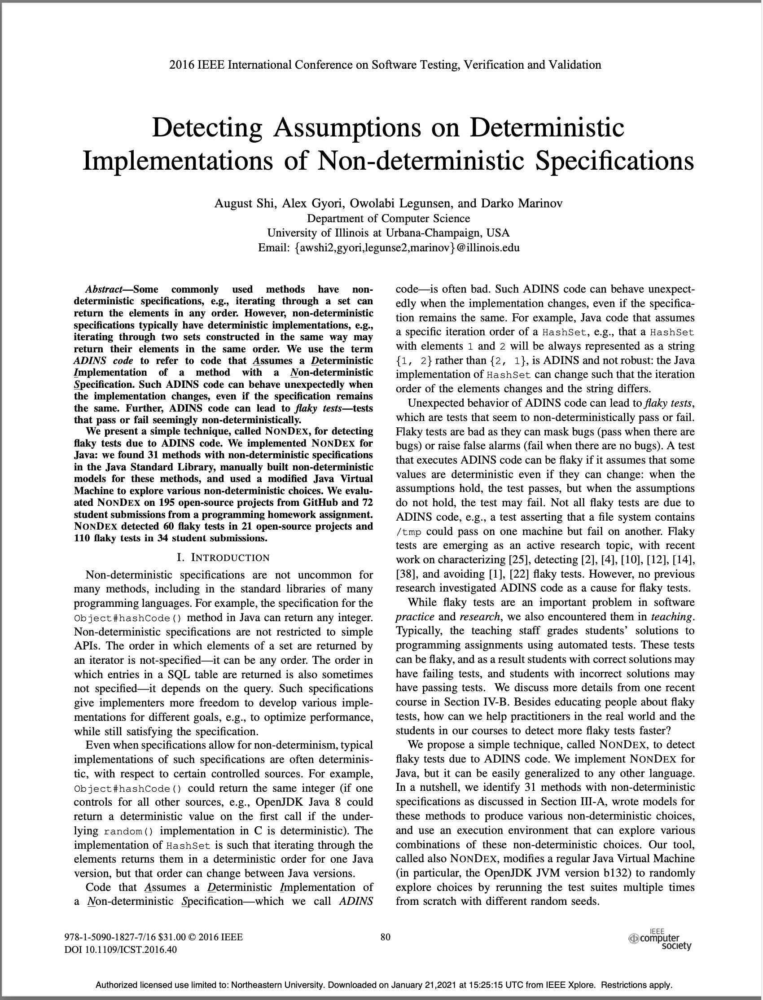 2016 IEEE International Conference on Software Testing, Verification and Validation
Detecting Assumptions on Deterministic
Implementations of Non-deterministic Specifications
August Shi, Alex Gyori, Owolabi Legunsen, and Darko Marinov
Department of Computer Science
University of Illinois at Urbana-Champaign, USA
Email: {awshi2,gyori,legunse2,marinov}@illinois.edu
Abstract—Some commonly used methods have non-
deterministic specifications, e.g., iterating through a set can
return the elements in any order. However, non-deterministic
specifications typically have deterministic implementations, e.g.,
iterating through two sets constructed in the same way may
return their elements in the same order. We use the term
ADINS code to refer to code that Assumes a Deterministic
Implementation of a method with a Non-deterministic
Specification. Such ADINS code can behave unexpectedly when
the implementation changes, even if the specification remains
the same. Further, ADINS code can lead to flaky tests—tests
that pass or fail seemingly non-deterministically.
We present a simple technique, called NONDEX, for detecting
flaky tests due to ADINS code. We implemented NONDEX for
Java: we found 31 methods with non-deterministic specifications
in the Java Standard Library, manually built non-deterministic
models for these methods, and used a modified Java Virtual
Machine to explore various non-deterministic choices. We evalu-
ated NONDEX on 195 open-source projects from GitHub and 72
student submissions from a programming homework assignment.
NONDEX detected 60 flaky tests in 21 open-source projects and
110 flaky tests in 34 student submissions.
I. INTRODUCTION
Non-deterministic specifications are not uncommon for
many methods, including in the standard libraries of many
programming languages. For example, the specification for the
Object#hashCode() method in Java can return any integer.
Non-deterministic specifications are not restricted to simple
APIs. The order in which elements of a set are returned by
an iterator is not-specified—it can be any order. The order in
which entries in a SQL table are returned is also sometimes
not specified—it depends on the query. Such specifications
give implementers more freedom to develop various imple-
mentations for different goals, e.g., to optimize performance,
while still satisfying the specification.
Even when specifications allow for non-determinism, typical
implementations of such specifications are often determinis-
tic, with respect to certain controlled sources. For example,
Object#hashCode() could return the same integer (if one
controls for all other sources, e.g., OpenJDK Java 8 could
return a deterministic value on the first call if the under-
lying random() implementation in C is deterministic). The
implementation of HashSet is such that iterating through the
elements returns them in a deterministic order for one Java
version, but that order can change between Java versions.
Code that Assumes a Deterministic Implementation of
a Non-deterministic Specification—which we call ADINS
code—is often bad. Such ADINS code can behave unexpect-
edly when the implementation changes, even if the specifica-
tion remains the same. For example, Java code that assumes
a specific iteration order of a HashSet, e.g., that a HashSet
with elements 1 and 2 will be always represented as a string
{1, 2} rather than {2, 1}, is ADINS and not robust: the Java
implementation of HashSet can change such that the iteration
order of the elements changes and the string differs.
Unexpected behavior of ADINS code can lead to flaky tests,
which are tests that seem to non-deterministically pass or fail.
Flaky tests are bad as they can mask bugs (pass when there are
bugs) or raise false alarms (fail when there are no bugs). A test
that executes ADINS code can be flaky if it assumes that some
values are deterministic even if they can change: when the
assumptions hold, the test passes, but when the assumptions
do not hold, the test may fail. Not all flaky tests are due to
ADINS code, e.g., a test asserting that a file system contains
/tmp could pass on one machine but fail on another. Flaky
tests are emerging as an active research topic, with recent
work on characterizing [25], detecting [2], [4], [10], [12], [14],
[38], and avoiding [1], [22] flaky tests. However, no previous
research investigated ADINS code as a cause for flaky tests.
While flaky tests are an important problem in software
practice and research, we also encountered them in teaching.
Typically, the teaching staff grades students’ solutions to
programming assignments using automated tests. These tests
can be flaky, and as a result students with correct solutions may
have failing tests, and students with incorrect solutions may
have passing tests. We discuss more details from one recent
course in Section IV-B. Besides educating people about flaky
tests, how can we help practitioners in the real world and the
students in our courses to detect more flaky tests faster?
We propose a simple technique, called NONDEX, to detect
flaky tests due to ADINS code. We implement NONDEX for
Java, but it can be easily generalized to any other language.
In a nutshell, we identify 31 methods with non-deterministic
specifications as discussed in Section III-A, wrote models for
these methods to produce various non-deterministic choices,
and use an execution environment that can explore various
combinations of these non-deterministic choices. Our tool,
called also NONDEX, modifies a regular Java Virtual Machine
(in particular, the OpenJDK JVM version b132) to randomly
explore choices by rerunning the test suites multiple times
from scratch with different random seeds.
978-1-5090-1827-7/16 $31.00 © 2016 IEEE
DOI 10.1109/ICST.2016.40
80
IEEE
computer
society
Authorized licensed use limited to: Northeastern University. Downloaded on January 21,2021 at 15:25:15 UTC from IEEE Xplore. Restrictions apply.